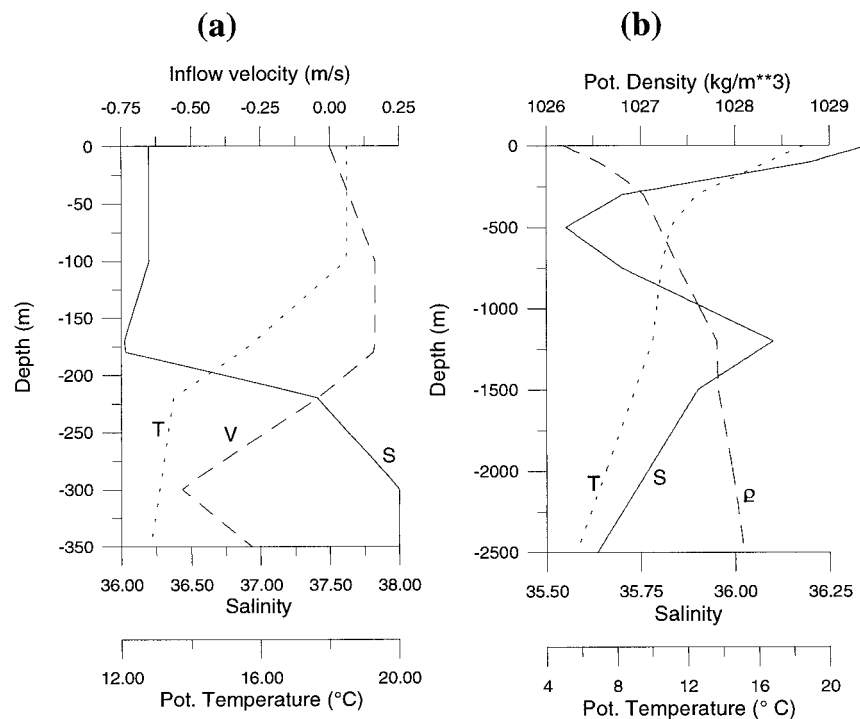 (a)
Inflow velocity (m/s)
-0.75 -0.50 -0.25 0.00 0.25
0
-50
-100
-150
-200
-250
-300
-350
Depth (m)
T
V
S
36.00 36.50 37.00 37.50 38.00
Salinity
12.00 16.00 20.00
Pot. Temperature (°C)
(b)
Pot. Density (kg/m**3)
1026 1027 1028 1029
0
-500
-1000
-1500
-2000
-2500
Depth (m)
T
S
ϱ
35.50 35.75 36.00 36.25
Salinity
4 8 12 16 20
Pot. Temperature (° C)